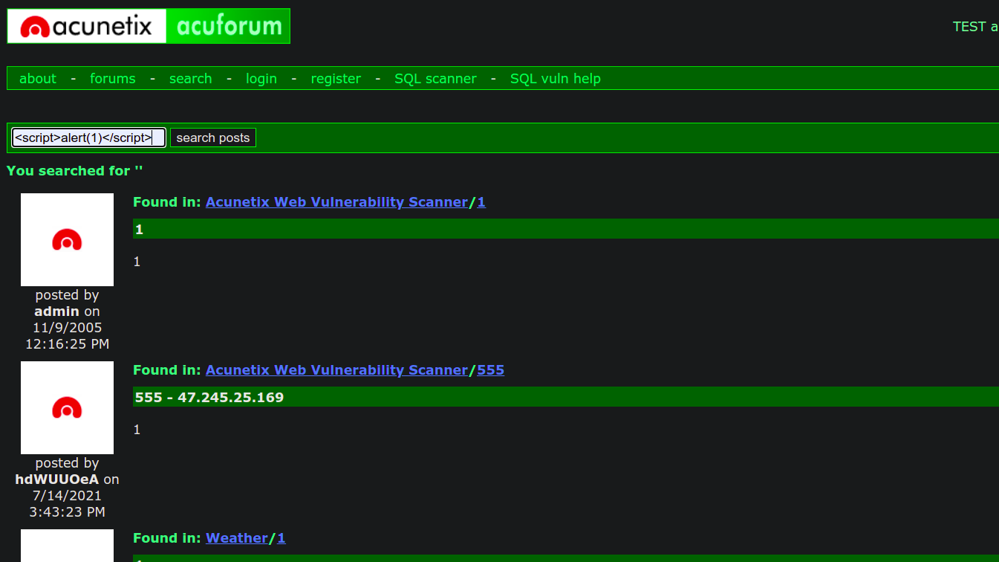 acunetix acuforum
TEST a
about - forums - search - login - register - SQL scanner - SQL vuln help
<script>alert(1)</script> search posts
You searched for ''
Found in: Acunetix Web Vulnerability Scanner/1
1
1
posted by
admin on
11/9/2005
12:16:25 PM
Found in: Acunetix Web Vulnerability Scanner/555
555 - 47.245.25.169
1
posted by
hdWUUOeA on
7/14/2021
3:43:23 PM
Found in: Weather/1